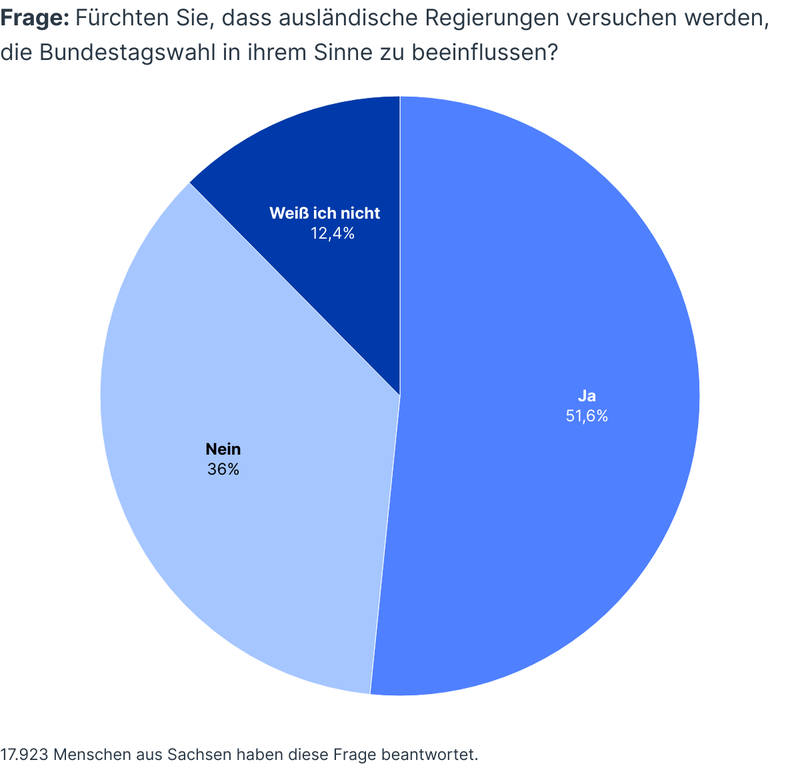 Frage: Fürchten Sie, dass ausländische Regierungen versuchen werden,
die Bundestagswahl in ihrem Sinne zu beeinflussen?
Weiß ich nicht
12,4%
Ja
51,6%
Nein
36%
17.923 Menschen aus Sachsen haben diese Frage beantwortet.